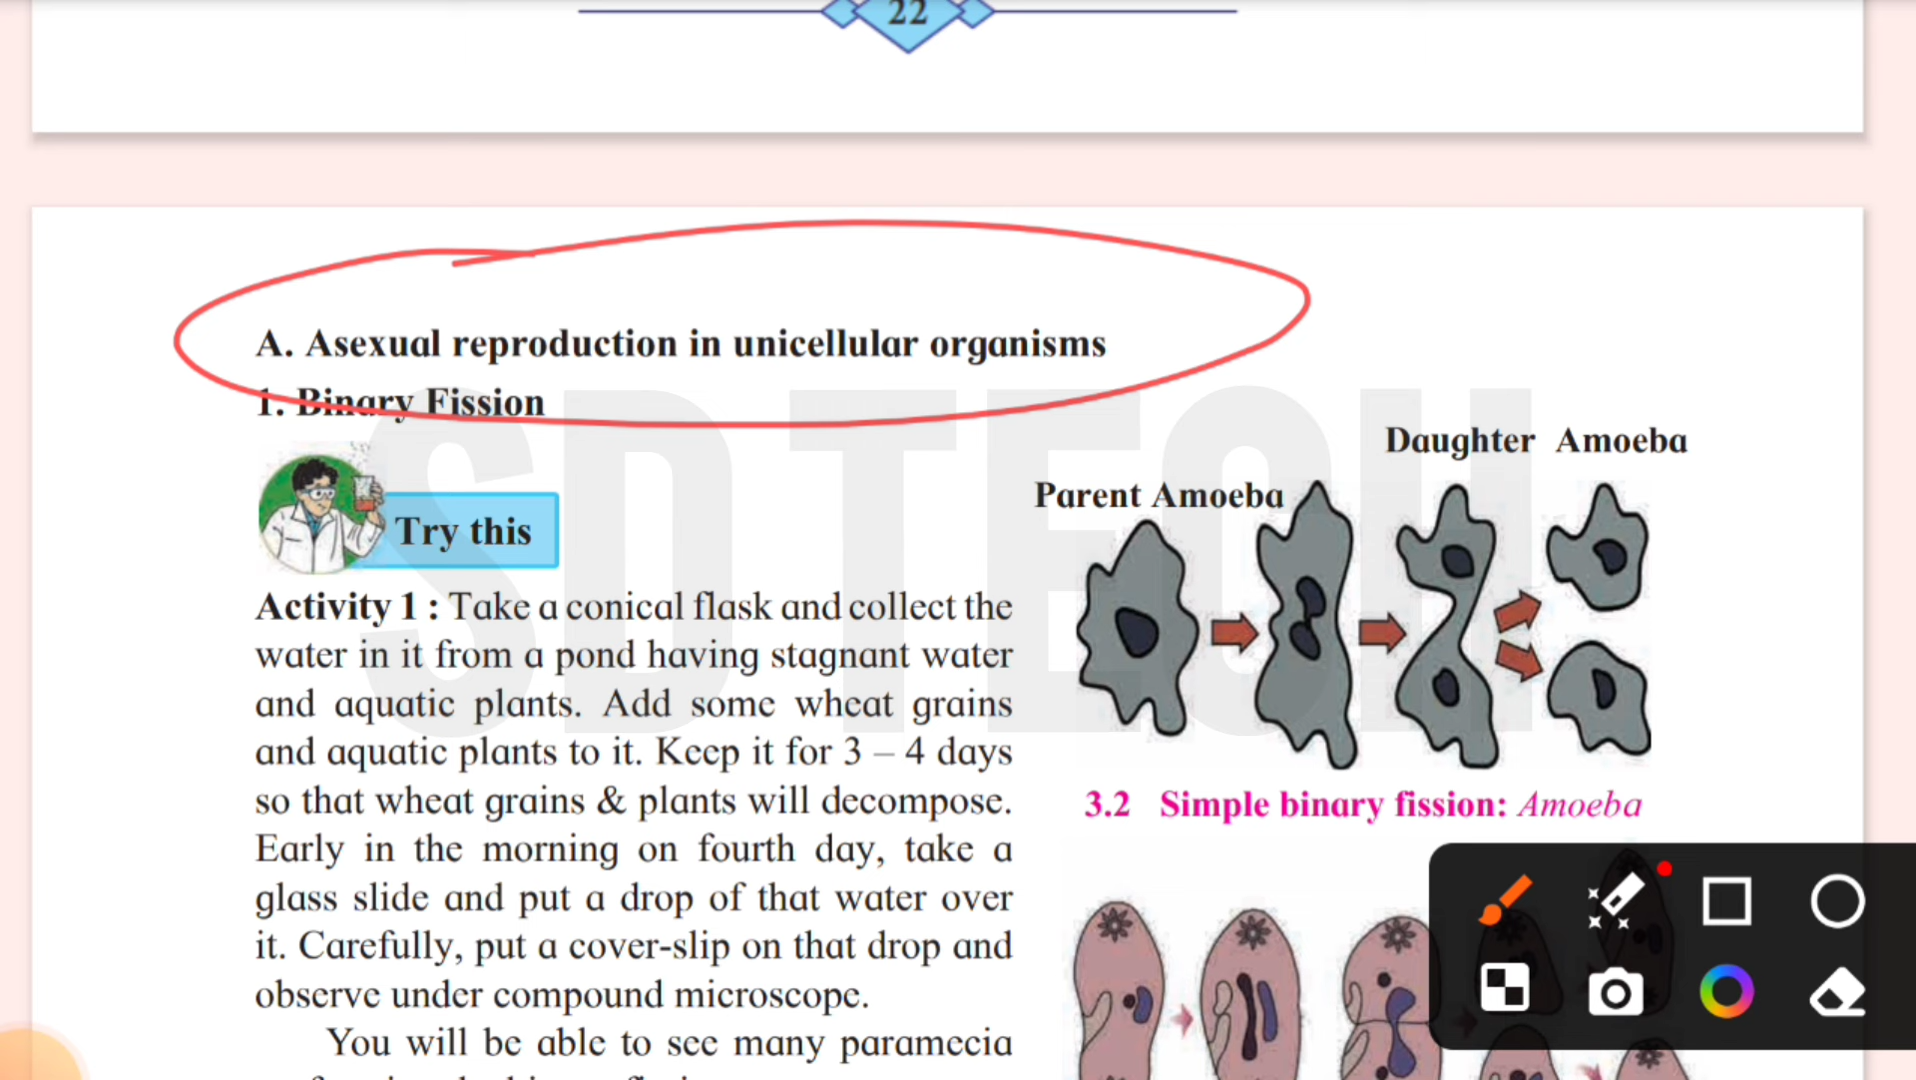 22
A. Asexual reproduction in unicellular organisms
1. Binary Fission
Try this
Activity 1 : Take a conical flask and collect the
water in it from a pond having stagnant water
and aquatic plants. Add some wheat grains
and aquatic plants to it. Keep it for 3 – 4 days
so that wheat grains & plants will decompose.
Early in the morning on fourth day, take a
glass slide and put a drop of that water over
it. Carefully, put a cover-slip on that drop and
observe under compound microscope.
You will be able to see many paramecia
Daughter Amoeba
Parent Amoeba
3.2 Simple binary fission: Amoeba
SD TECH